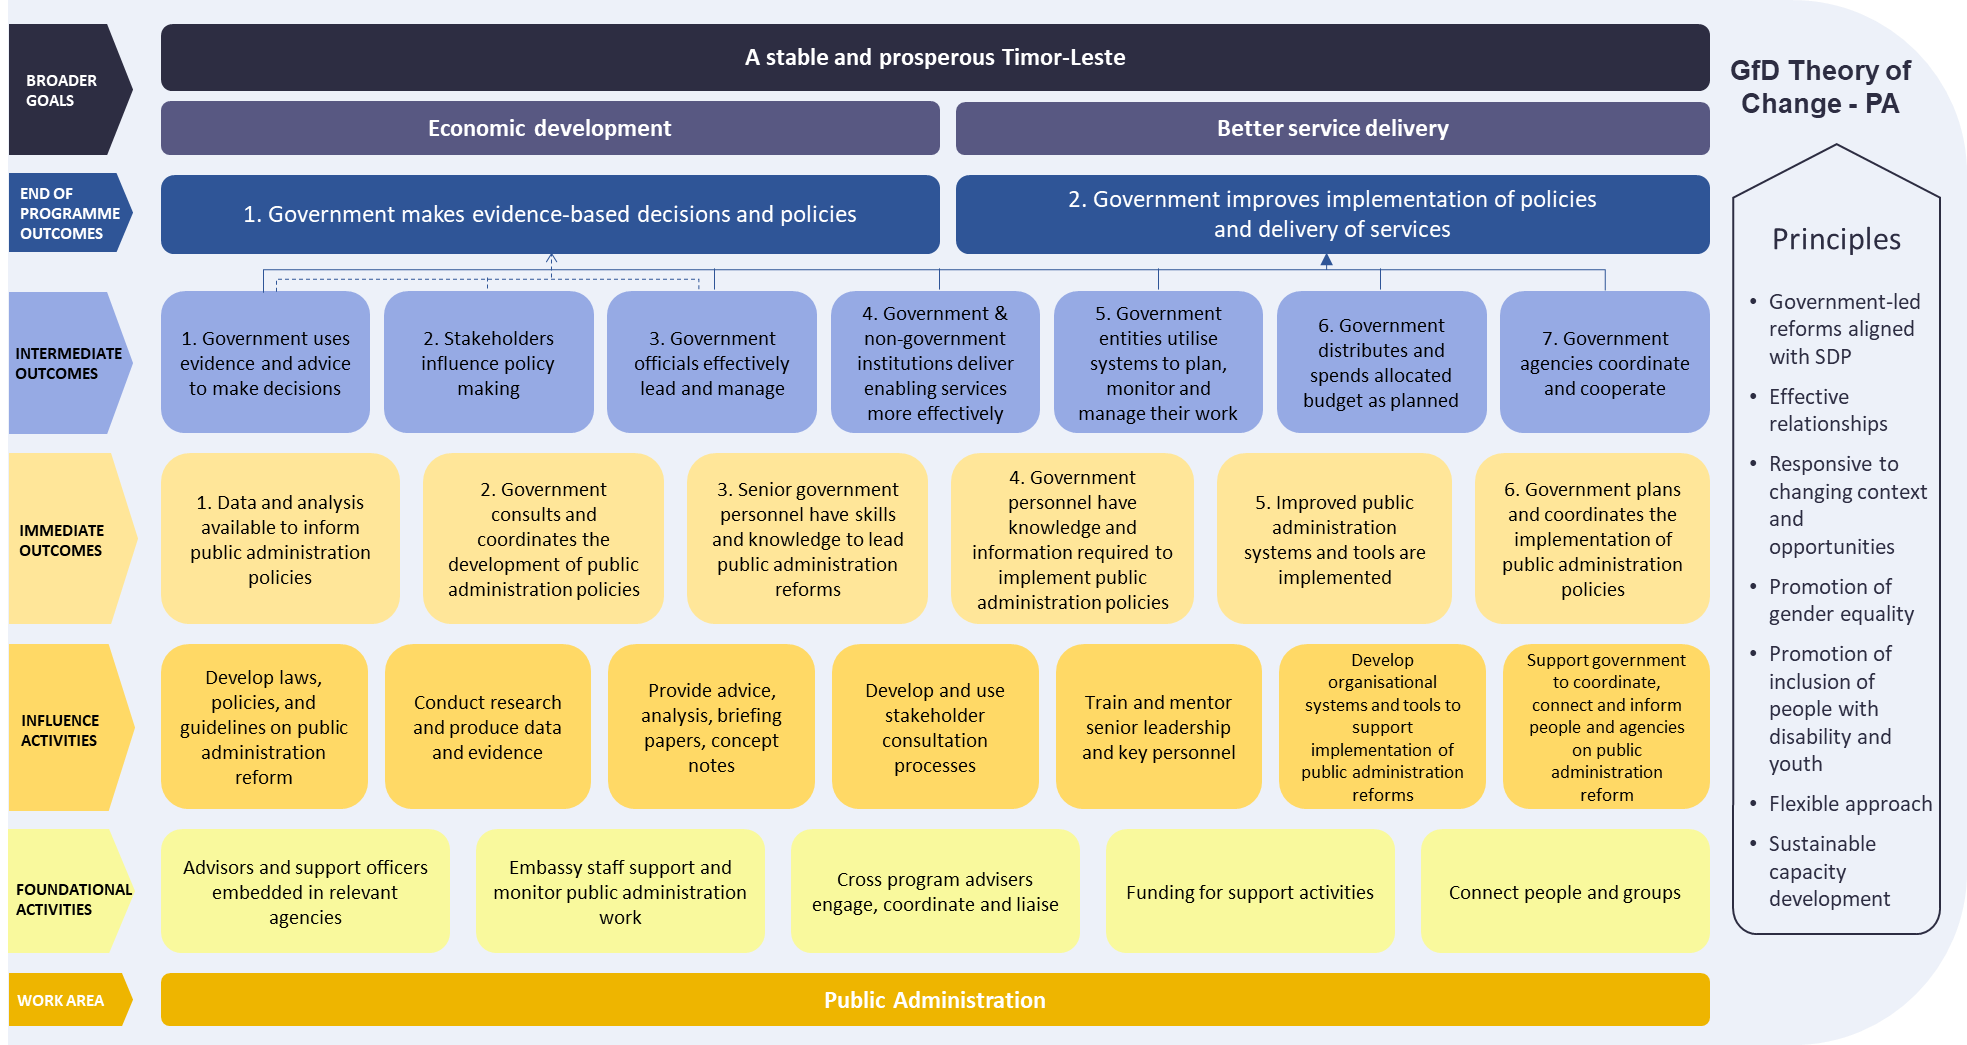 BROADER
GOALS
A stable and prosperous Timor-Leste
Economic development
Better service delivery
GfD Theory of
Change - PA
END OF
PROGRAMME
OUTCOMES
1. Government makes evidence-based decisions and policies
2. Government improves implementation of policies
and delivery of services
INTERMEDIATE
OUTCOMES
1. Government uses
evidence and advice
to make decisions
2. Stakeholders
influence policy
making
3. Government
officials effectively
lead and manage
4. Government &
non-government
institutions deliver
enabling services
more effectively
5. Government
entities utilise
systems to plan,
monitor and
manage their work
6. Government
distributes and
spends allocated
budget as planned
7. Government
agencies coordinate
and cooperate
IMMEDIATE
OUTCOMES
1. Data and analysis
available to inform
public administration
policies
2. Government
consults and
coordinates the
development of public
administration policies
3. Senior government
personnel have skills
and knowledge to lead
public administration
reforms
4. Government
personnel have
knowledge and
information required to
implement public
administration policies
5. Improved public
administration
systems and tools are
implemented
6. Government plans
and coordinates the
implementation of
public administration
policies
INFLUENCE
ACTIVITIES
Develop laws,
policies, and
guidelines on public
administration
reform
Conduct research
and produce data
and evidence
Provide advice,
analysis, briefing
papers, concept
notes
Develop and use
stakeholder
consultation
processes
Train and mentor
senior leadership
and key personnel
Develop
organisational
systems and tools to
support
implementation of
public administration
reforms
Support government
to coordinate,
connect and inform
people and agencies
on public
administration
reform
FOUNDATIONAL
ACTIVITIES
Advisors and support officers
embedded in relevant
agencies
Embassy staff support and
monitor public administration
work
Cross program advisers
engage, coordinate and liaise
Funding for support activities
Connect people and groups
WORK AREA
Public Administration
Principles
• Government-led
reforms aligned
with SDP
• Effective
relationships
• Responsive to
changing context
and
opportunities
• Promotion of
gender equality
• Promotion of
inclusion of
people with
disability and
youth
• Flexible approach
• Sustainable
capacity
development